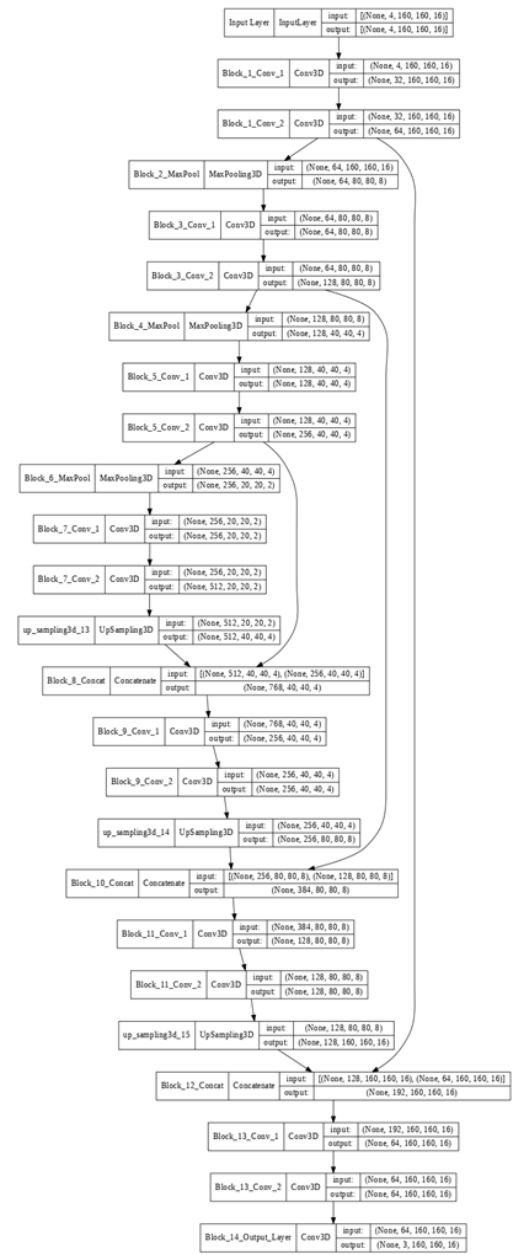 Input Layer InputLayer input: [(None, 4, 160, 160, 16)]
output: [(None, 4, 160, 160, 16)]
Block_1_Conv_1 Conv3D input: (None, 4, 160, 160, 16)
output: (None, 32, 160, 160, 16)
Block_1_Conv_2 Conv3D input: (None, 32, 160, 160, 16)
output: (None, 64, 160, 160, 16)
Block_2_MaxPool MaxPooling3D input: (None, 64, 160, 160, 16)
output: (None, 64, 80, 80, 8)
Block_3_Conv_1 Conv3D input: (None, 64, 80, 80, 8)
output: (None, 64, 80, 80, 8)
Block_3_Conv_2 Conv3D input: (None, 64, 80, 80, 8)
output: (None, 128, 80, 80, 8)
Block_4_MaxPool MaxPooling3D input: (None, 128, 80, 80, 8)
output: (None, 128, 40, 40, 4)
Block_5_Conv_1 Conv3D input: (None, 128, 40, 40, 4)
output: (None, 128, 40, 40, 4)
Block_5_Conv_2 Conv3D input: (None, 128, 40, 40, 4)
output: (None, 256, 40, 40, 4)
Block_6_MaxPool MaxPooling3D input: (None, 256, 40, 40, 4)
output: (None, 256, 20, 20, 2)
Block_7_Conv_1 Conv3D input: (None, 256, 20, 20, 2)
output: (None, 256, 20, 20, 2)
Block_7_Conv_2 Conv3D input: (None, 256, 20, 20, 2)
output: (None, 512, 20, 20, 2)
up_sampling3d_13 UpSampling3D input: (None, 512, 20, 20, 2)
output: (None, 512, 40, 40, 4)
Block_8_Concat Concatenate input: [(None, 512, 40, 40, 4), (None, 256, 40, 40, 4)]
output: (None, 768, 40, 40, 4)
Block_9_Conv_1 Conv3D input: (None, 768, 40, 40, 4)
output: (None, 256, 40, 40, 4)
Block_9_Conv_2 Conv3D input: (None, 256, 40, 40, 4)
output: (None, 256, 40, 40, 4)
up_sampling3d_14 UpSampling3D input: (None, 256, 40, 40, 4)
output: (None, 256, 80, 80, 8)
Block_10_Concat Concatenate input: [(None, 256, 80, 80, 8), (None, 128, 80, 80, 8)]
output: (None, 384, 80, 80, 8)
Block_11_Conv_1 Conv3D input: (None, 384, 80, 80, 8)
output: (None, 128, 80, 80, 8)
Block_11_Conv_2 Conv3D input: (None, 128, 80, 80, 8)
output: (None, 128, 80, 80, 8)
up_sampling3d_15 UpSampling3D input: (None, 128, 80, 80, 8)
output: (None, 128, 160, 160, 16)
Block_12_Concat Concatenate input: [(None, 128, 160, 160, 16), (None, 64, 160, 160, 16)]
output: (None, 192, 160, 160, 16)
Block_13_Conv_1 Conv3D input: (None, 192, 160, 160, 16)
output: (None, 64, 160, 160, 16)
Block_13_Conv_2 Conv3D input: (None, 64, 160, 160, 16)
output: (None, 64, 160, 160, 16)
Block_14_Output_Layer Conv3D input: (None, 64, 160, 160, 16)
output: (None, 3, 160, 160, 16)